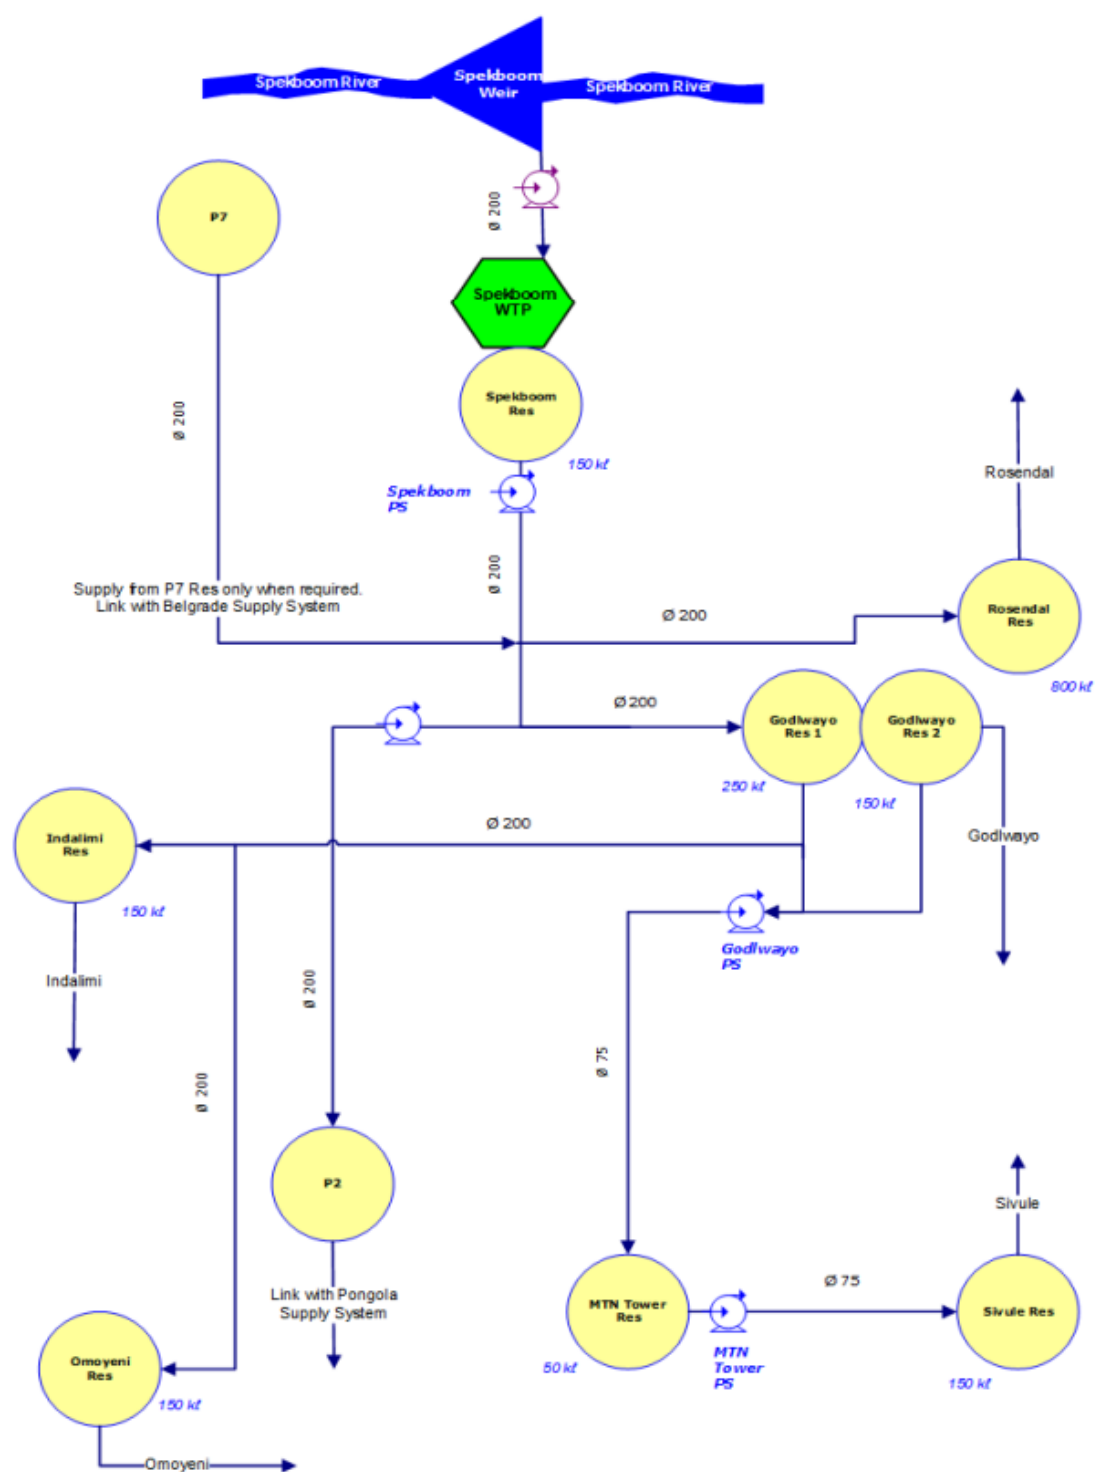 Spekboom River
Spekboom
Weir
Spekboom River
Ø 200
P7
Spekboom
WTP
Spekboom
Res
150 kℓ
Ø 200
Spekboom
PS
Rosendal
Ø 200
Supply from P7 Res only when required.
Link with Belgrade Supply System
Ø 200
Rosendal
Res
800 kℓ
Ø 200
Godlwayo
Res 1
Godlwayo
Res 2
250 kℓ
150 kℓ
Godlwayo
Ø 200
Indalimi
Res
150 kℓ
Indalimi
Godlwayo
PS
Ø 200
Ø 75
Ø 200
P2
Link with Pongola
Supply System
Sivule
Ø 75
MTN Tower
Res
50 kℓ
MTN
Tower
PS
Sivule Res
150 kℓ
Omoyeni
Res
150 kℓ
Omoyeni